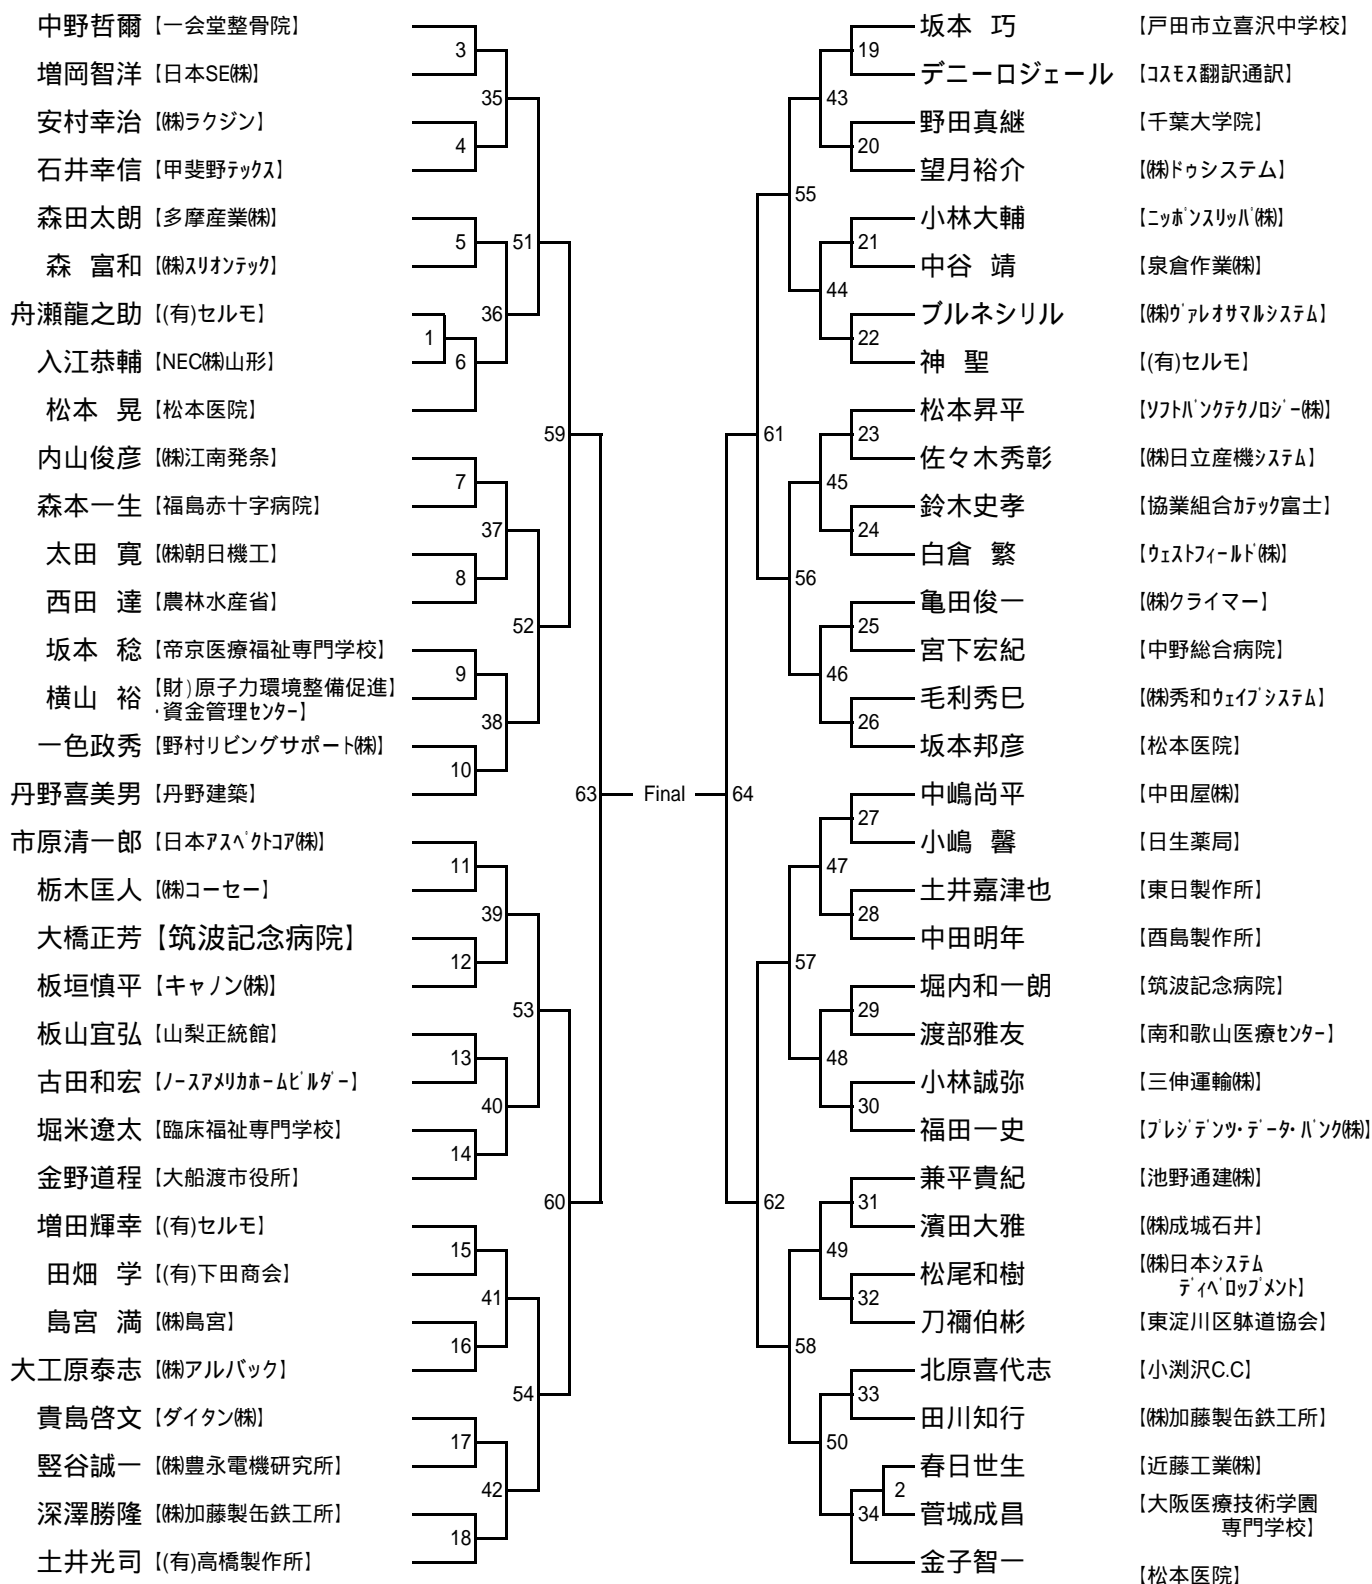 中野哲爾【一会堂整骨院】
増岡智洋【日本SE㈱】
安村幸治【㈱ラクジン】
石井幸信【甲斐野テックス】
森田太朗【多摩産業㈱】
森 富和【㈱スリオンテック】
舟瀬龍之助【(有)セルモ】
入江恭輔【NEC㈱山形】
松本 晃【松本医院】
内山俊彦【㈱江南発条】
森本一生【福島赤十字病院】
太田 寛【㈱朝日機工】
西田 達【農林水産省】
坂本 稔【帝京医療福祉専門学校】
横山 裕【財)原子力環境整備促進】
・資金管理センター】
一色政秀【野村リビングサポート㈱】
丹野喜美男【丹野建築】
市原清一郎【日本アスペクトコア㈱】
栃木匡人【㈱コーセー】
大橋正芳【筑波記念病院】
板垣慎平【キャノン㈱】
板山宜弘【山梨正統館】
古田和宏【ノースアメリカホームビルダー】
堀米遼太【臨床福祉専門学校】
金野道程【大船渡市役所】
増田輝幸【(有)セルモ】
田畑 学【(有)下田商会】
島宮 満【㈱島宮】
大工原泰志【㈱アルバック】
貴島啓文【ダイタン㈱】
竪谷誠一【㈱豊永電機研究所】
深澤勝隆【㈱加藤製缶鉄工所】
土井光司【(有)高橋製作所】
3
4
5
1
6
7
8
9
10
11
12
13
14
15
16
17
18
35
36
37
38
39
40
41
42
51
52
53
54
59
60
63
Final
64
61
62
55
56
57
58
43
44
45
46
47
48
49
50
19
20
21
22
23
24
25
26
27
28
29
30
31
32
33
2
34
坂本 巧【戸田市立喜沢中学校】
デニーロジェール【コスモス翻訳通訳】
野田真継【千葉大学院】
望月裕介【㈱ドゥシステム】
小林大輔【ニッポンスリッパ㈱】
中谷 靖【泉倉作業㈱】
ブルネシリル【㈱ヴァレオサマルシステム】
神 聖【(有)セルモ】
松本昇平【ソフトバンクテクノロジー㈱】
佐々木秀彰【㈱日立産機システム】
鈴木史孝【協業組合カテック富士】
白倉 繁【ウェストフィールド㈱】
亀田俊一【㈱クライマー】
宮下宏紀【中野総合病院】
毛利秀巳【㈱秀和ウェイブシステム】
坂本邦彦【松本医院】
中嶋尚平【中田屋㈱】
小嶋 馨【日生薬局】
土井嘉津也【東日製作所】
中田明年【酉島製作所】
堀内和一朗【筑波記念病院】
渡部雅友【南和歌山医療センター】
小林誠弥【三伸運輸㈱】
福田一史【プレジデンツ・データ・バンク㈱】
兼平貴紀【池野通建㈱】
濱田大雅【㈱成城石井】
松尾和樹【㈱日本システム
ディベロップメント】
刀禰伯彬【東淀川区躰道協会】
北原喜代志【小渕沢C.C】
田川知行【㈱加藤製缶鉄工所】
春日世生【近藤工業㈱】
菅城成昌【大阪医療技術学園
専門学校】
金子智一【松本医院】